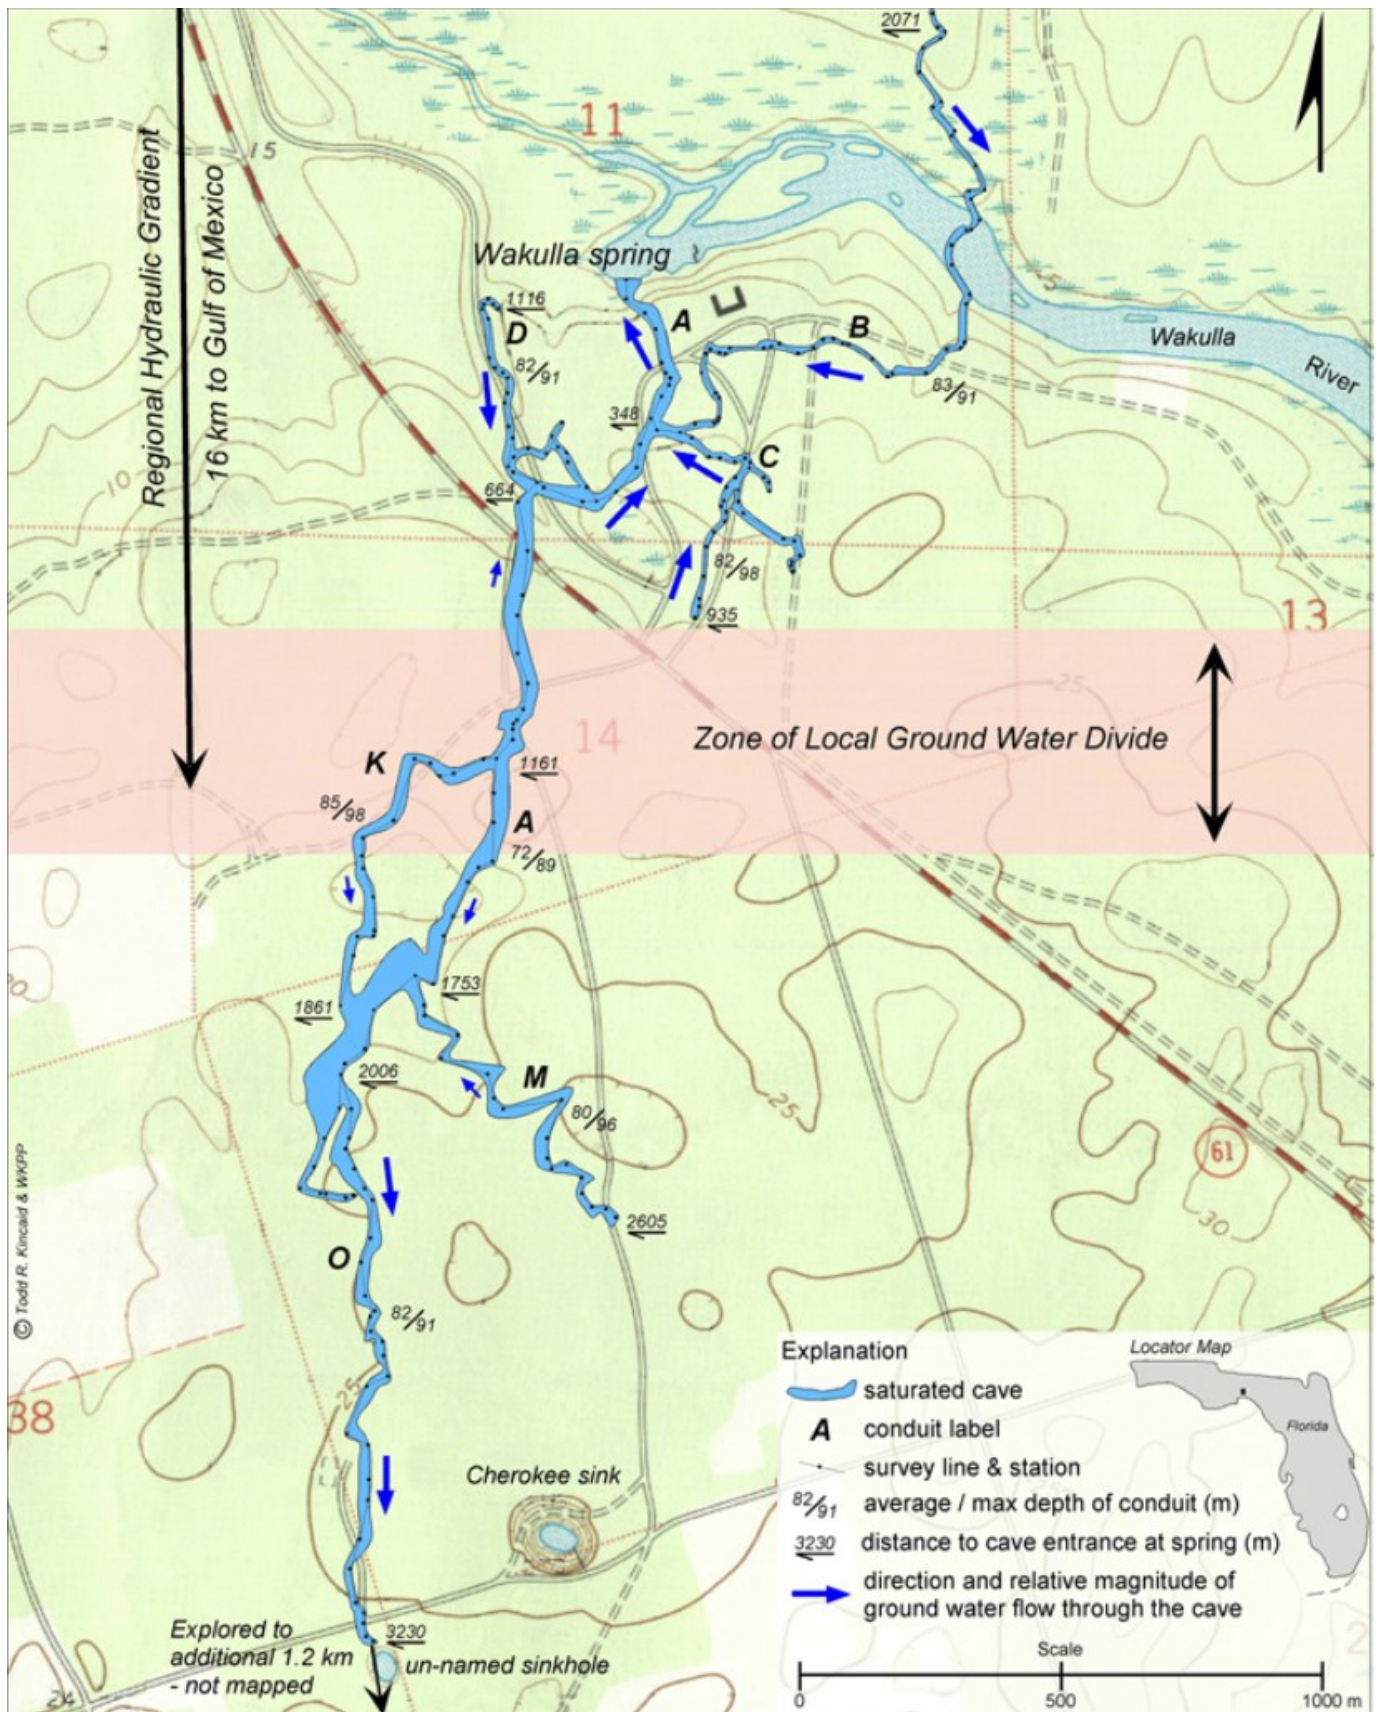 2071
11
Regional Hydraulic Gradient
16 km to Gulf of Mexico
15
Wakulla spring
1116
D
A
B
82/91
5
Wakulla
River
348
83/91
C
664
10
82/98
935
13
25
14
Zone of Local Ground Water Divide
K
1161
85/98
A
72/89
1753
1861
2006
M
80/96
25
61
2605
30
O
82/91
25
38
© Todd R. Kincaid & WKPP
Cherokee sink
Explored to
additional 1.2 km
- not mapped
3230
un-named sinkhole
24
Explanation
saturated cave
A
conduit label
survey line & station
82/91
average / max depth of conduit (m)
3230
distance to cave entrance at spring (m)
direction and relative magnitude of
ground water flow through the cave
Locator Map
Florida
Scale
0
500
1000 m